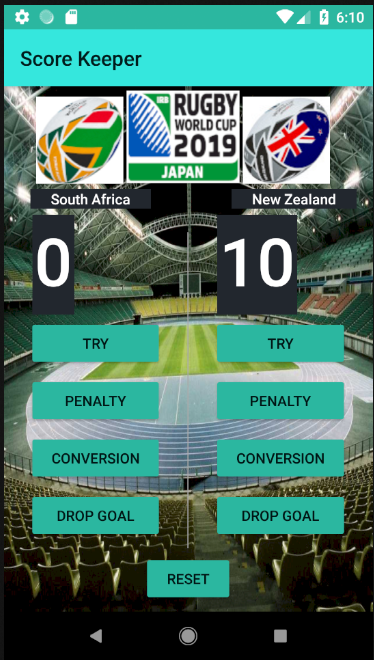 6:10
Score Keeper
IRB
RUGBY
WORLD CUP
2019
JAPAN
South Africa
New Zealand
0
10
TRY
TRY
PENALTY
PENALTY
CONVERSION
CONVERSION
DROP GOAL
DROP GOAL
RESET